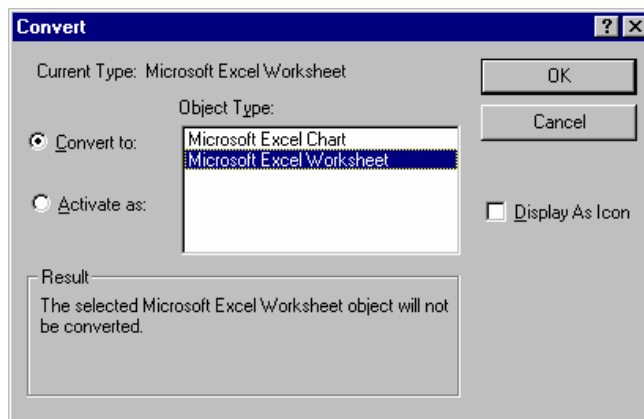 Convert
Current Type: Microsoft Excel Worksheet
OK
Object Type:
Cancel
Convert to:
Microsoft Excel Chart
Microsoft Excel Worksheet
Activate as:
Display As Icon
Result
The selected Microsoft Excel Worksheet object will not
be converted.